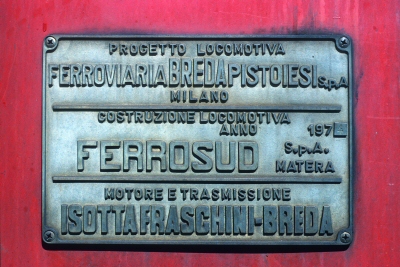 PROGETTO LOCOMOTIVA
FERROVIARIA BREDA PISTOIESI S.p.A
MILANO
COSTRUZIONE LOCOMOTIVA
ANNO 197
FERROSUD S.p.A.
MATERA
MOTORE E TRASMISSIONE
ISOTTA FRASCHINI-BREDA